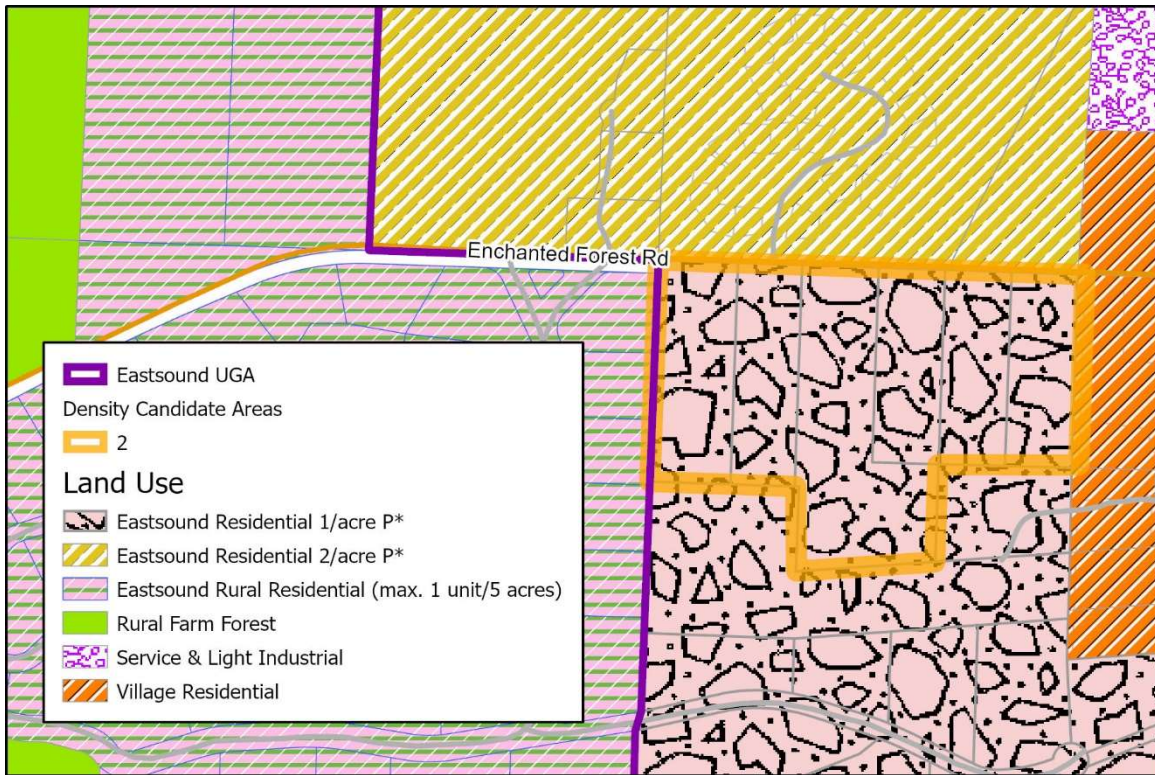 Enchanted Forest Rd
Eastsound UGA
Density Candidate Areas
2
Land Use
Eastsound Residential 1/acre P*
Eastsound Residential 2/acre P*
Eastsound Rural Residential (max. 1 unit/5 acres)
Rural Farm Forest
Service & Light Industrial
Village Residential